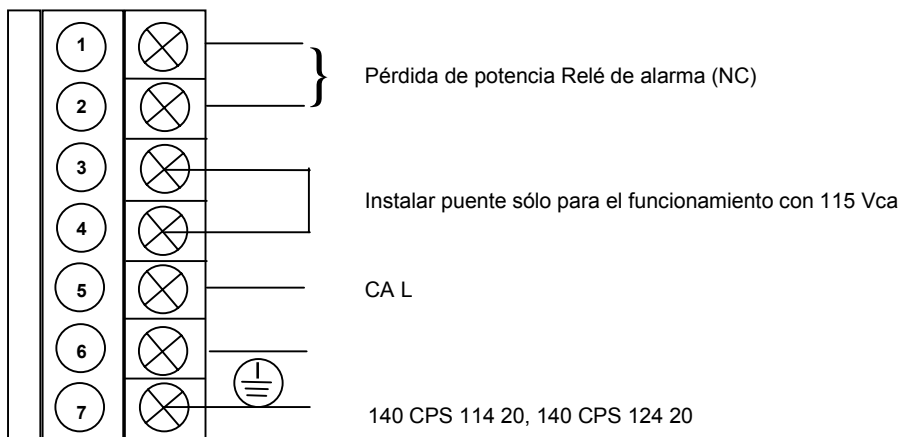 1
2
Pérdida de potencia Relé de alarma (NC)
3
4
Instalar puente sólo para el funcionamiento con 115 Vca
5
CA L
6
7
140 CPS 114 20, 140 CPS 124 20